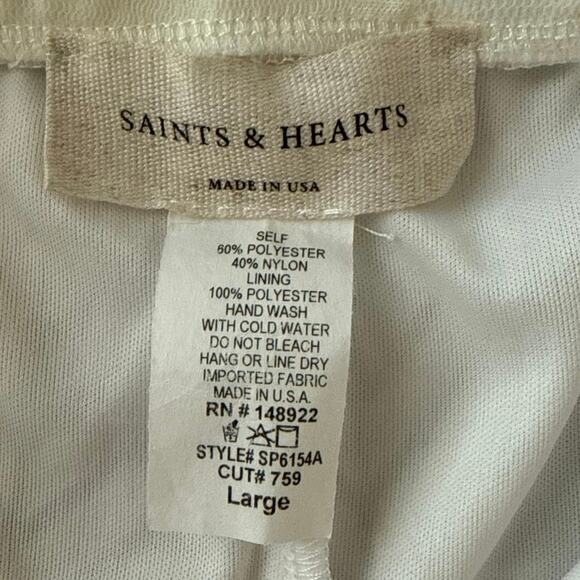 SAINTS & HEARTS
MADE IN USA
SELF
60% POLYESTER
40% NYLON
LINING
100% POLYESTER
HAND WASH
WITH COLD WATER
DO NOT BLEACH
HANG OR LINE DRY
IMPORTED FABRIC
MADE IN U.S.A.
RN # 148922
STYLE# SP6154A
CUT# 759
Large